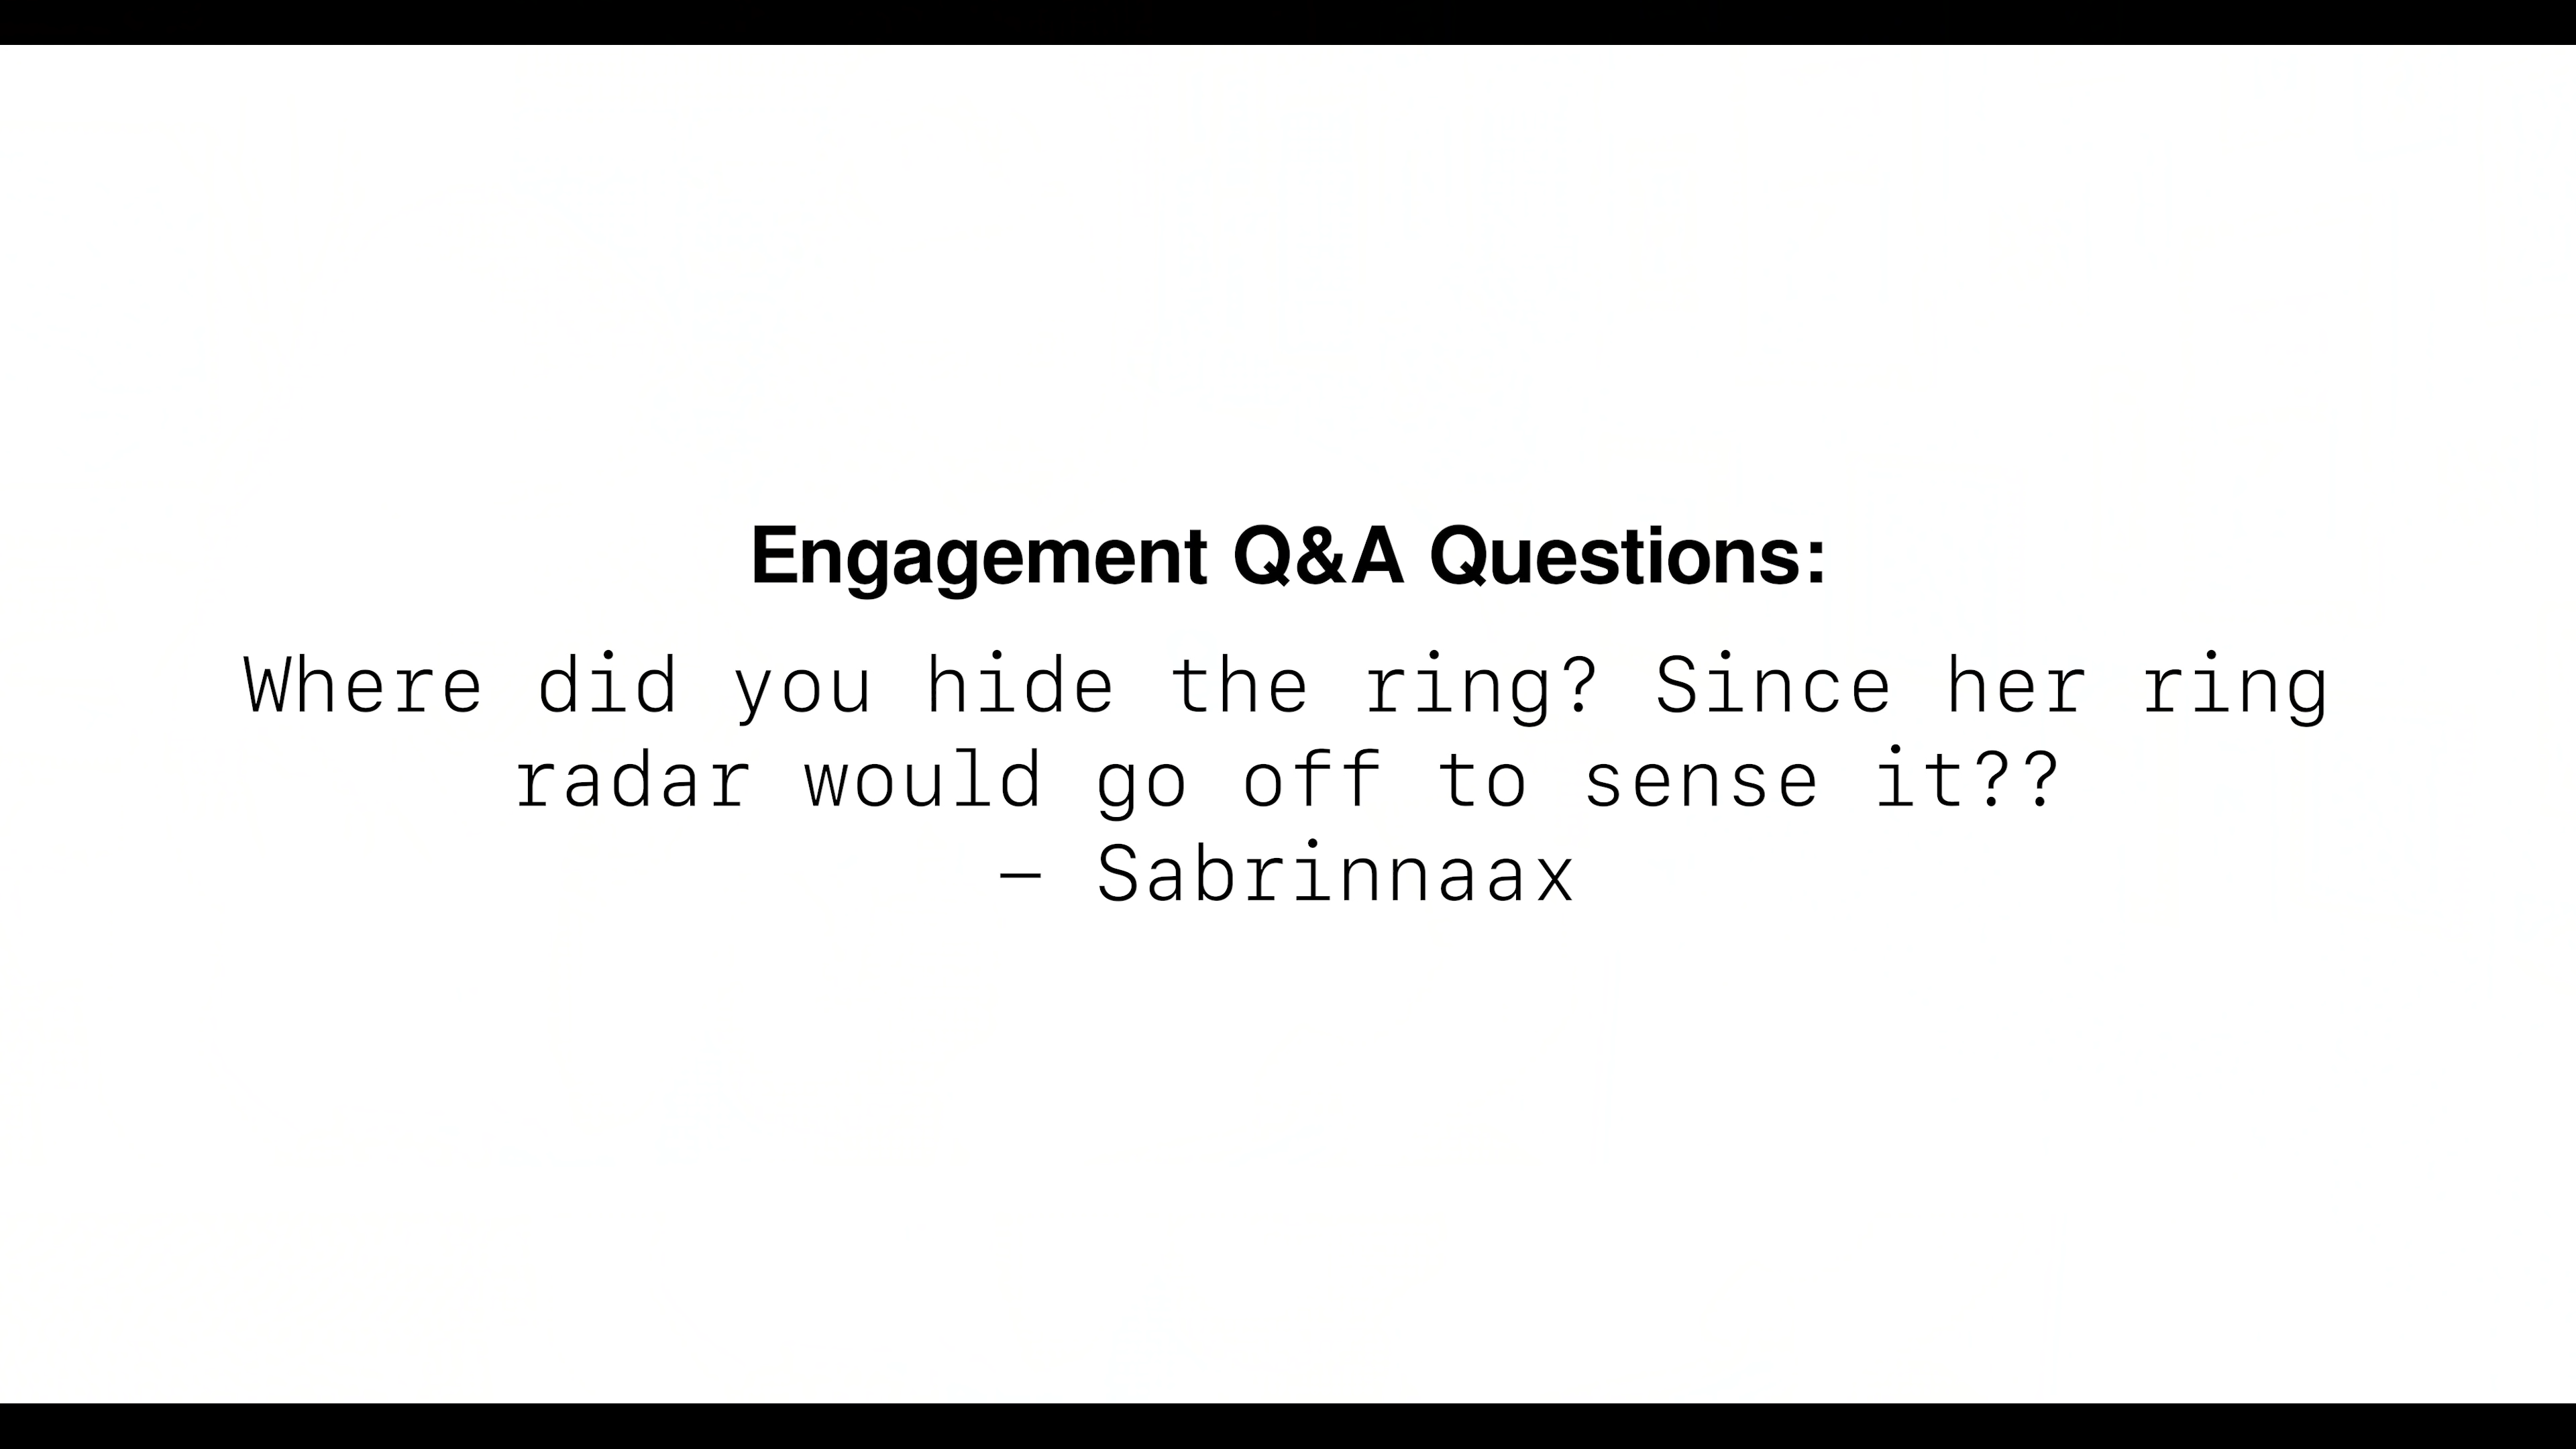 Engagement Q&A Questions:
Where did you hide the ring? Since her ring
radar would go off to sense it??
– Sabrinnaax